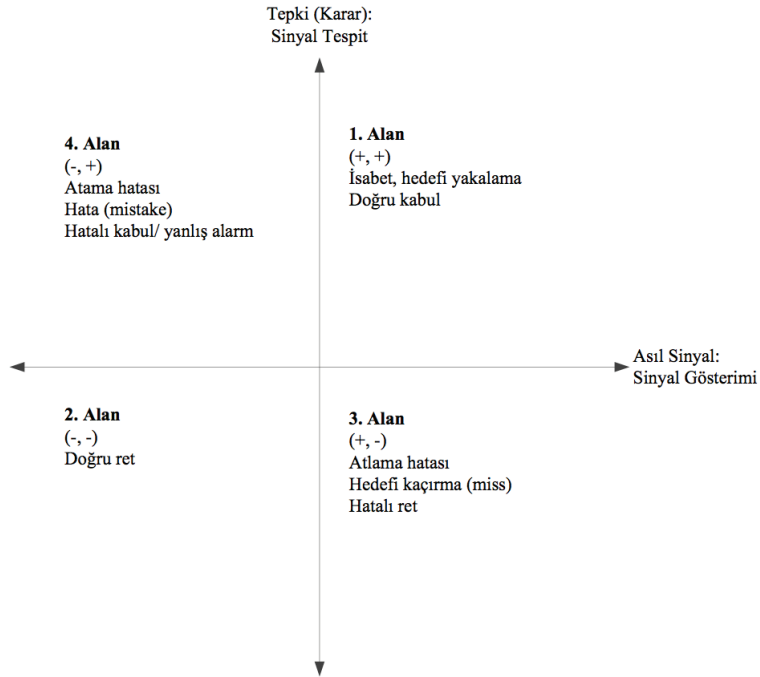 Tepki (Karar):
Sinyal Tespit
4. Alan
(-, +)
Atama hatası
Hata (mistake)
Hatalı kabul/ yanlış alarm
1. Alan
(+, +)
İsabet, hedefi yakalama
Doğru kabul
Asıl Sinyal:
Sinyal Gösterimi
2. Alan
(-, -)
Doğru ret
3. Alan
(+, -)
Atlama hatası
Hedefi kaçırma (miss)
Hatalı ret